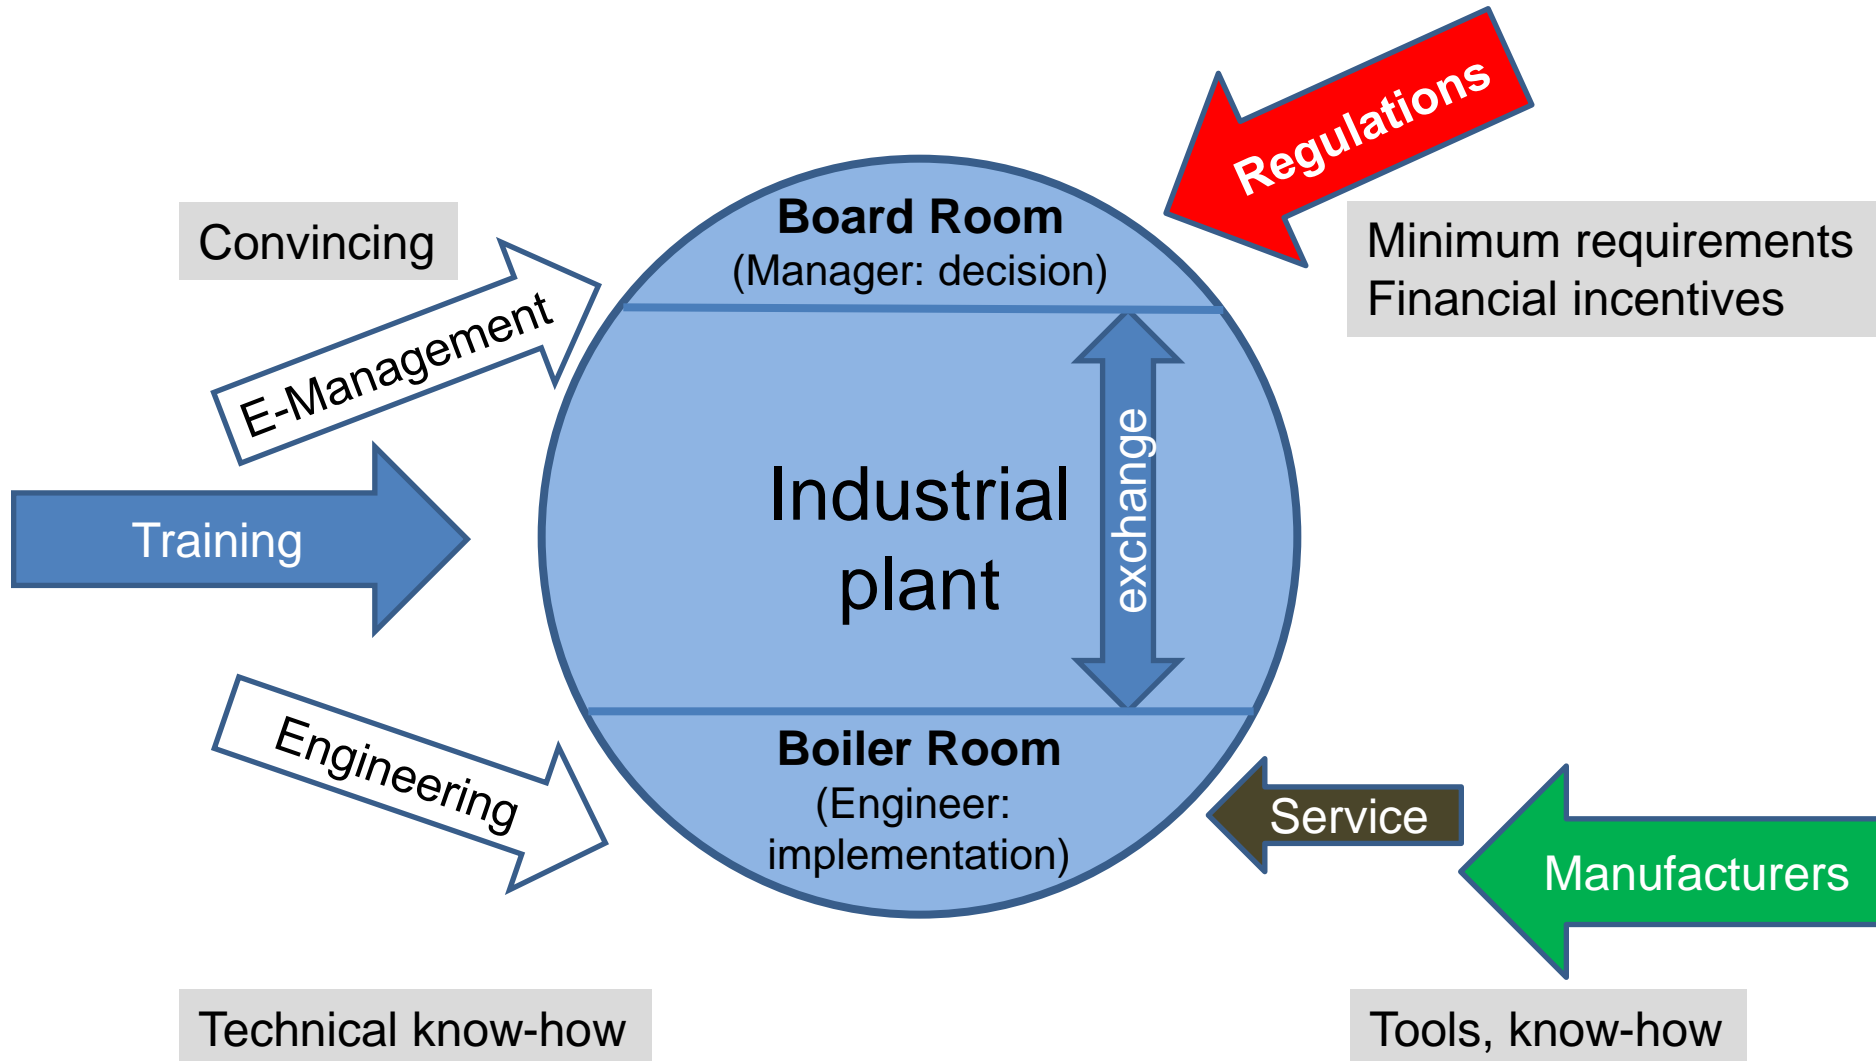 Regulations
Board Room
(Manager: decision)
Convincing
Minimum requirements
Financial incentives
E-Management
exchange
Industrial
plant
Training
Engineering
Boiler Room
(Engineer:
implementation)
Service
Manufacturers
Technical know-how
Tools, know-how